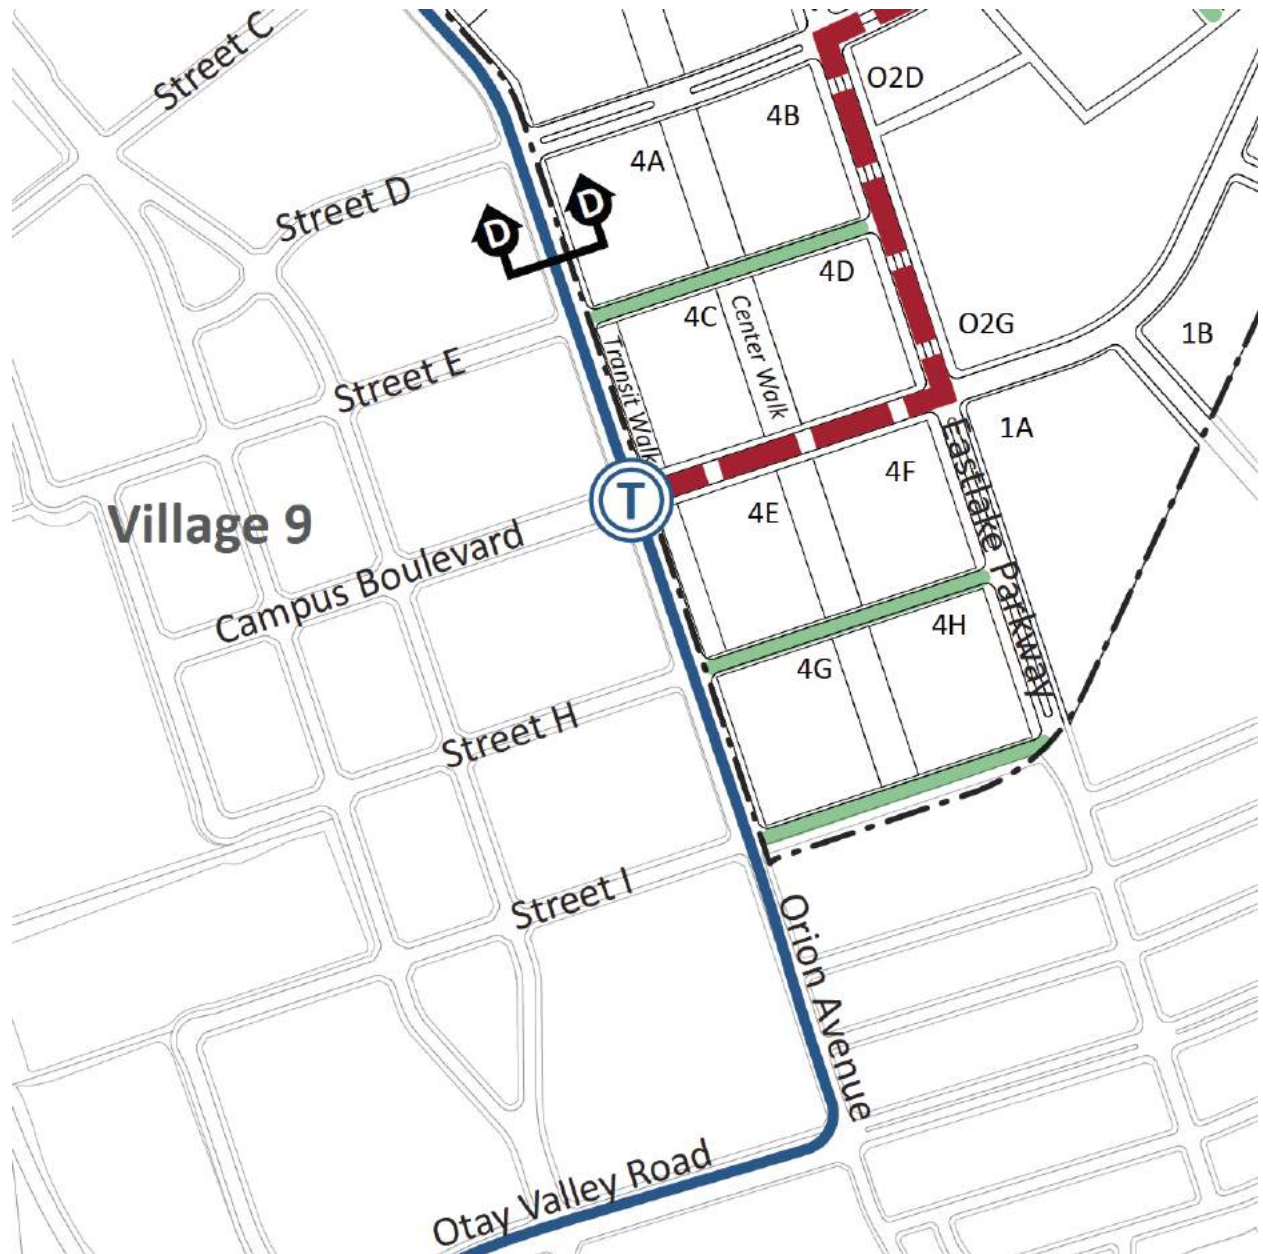 Street C
O2D
4B
4A
Street D
D
D
4D
4C
Center Walk
O2G
1B
Street E
Transit Walk
1A
Eastlake Parkway
4F
T
4E
Village 9
Campus Boulevard
4H
4G
Street H
Street I
Orion Avenue
Otay Valley Road